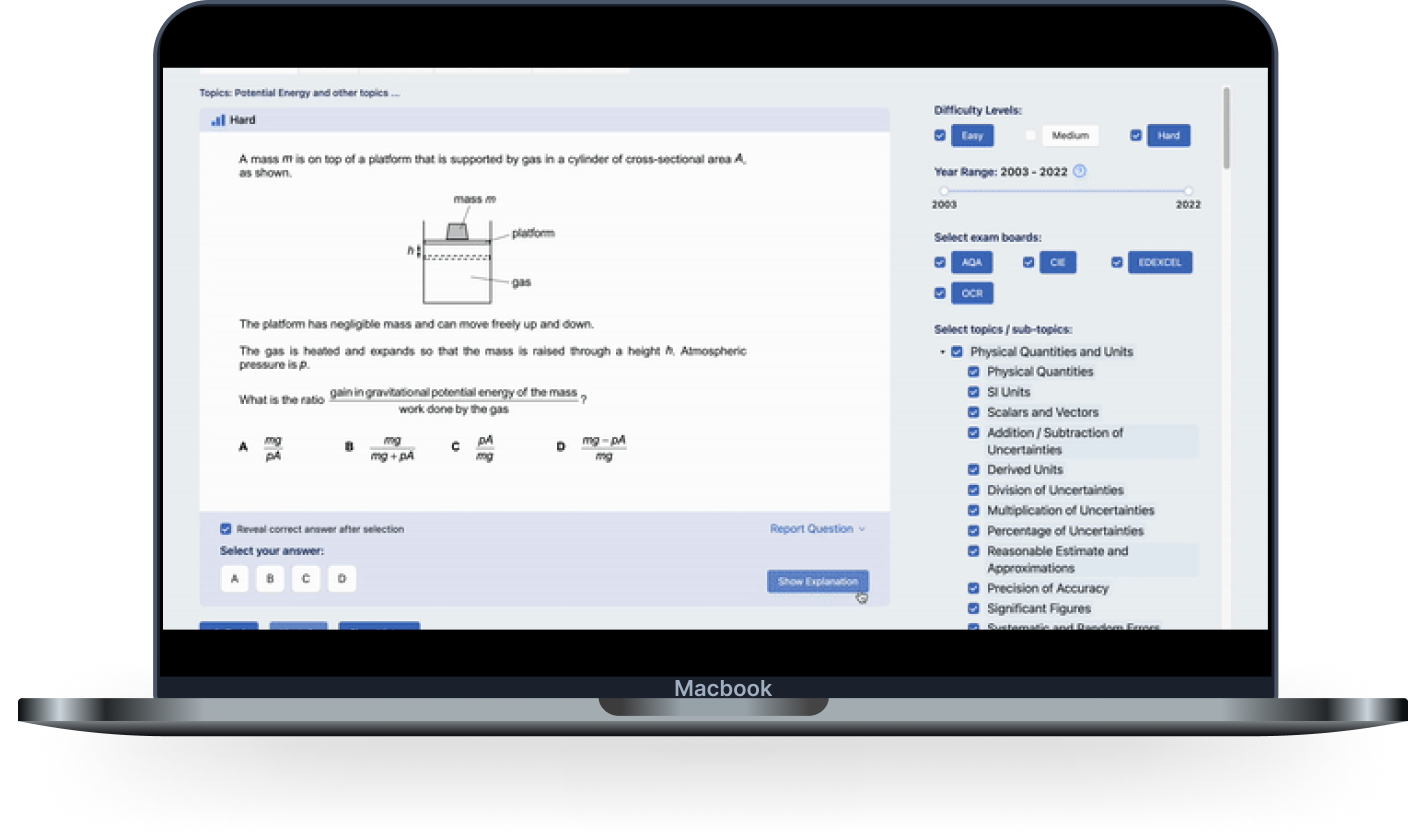 Topics: Potential Energy and other topics ...
Hard
A mass m is on top of a platform that is supported by gas in a cylinder of cross-sectional area A,
as shown.
mass m
platform
h
gas
The platform has negligible mass and can move freely up and down.
The gas is heated and expands so that the mass is raised through a height h. Atmospheric
pressure is p.
What is the ratio gain in gravitational potential energy of the mass / work done by the gas ?
A mg/pA B mg/mg + pA C pA/mg D mg – pA/mg
Reveal correct answer after selection
Report Question
Select your answer:
A B C D
Show Explanation
Difficulty Levels:
Easy Medium Hard
Year Range: 2003 - 2022 ?
2003 2022
Select exam boards:
AQA CIE EDEXCEL
OCR
Select topics / sub-topics:
Physical Quantities and Units
Physical Quantities
SI Units
Scalars and Vectors
Addition / Subtraction of
Uncertainties
Derived Units
Division of Uncertainties
Multiplication of Uncertainties
Percentage of Uncertainties
Reasonable Estimate and
Approximations
Precision of Accuracy
Significant Figures
Systematic and Random Errors
Macbook